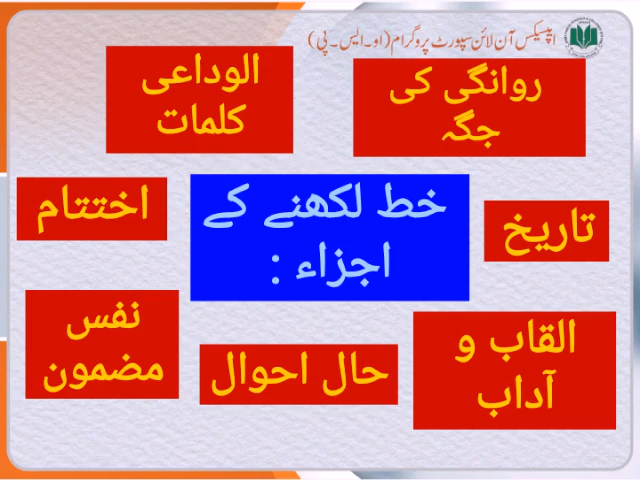 ایپسیکس آن لائن سپورٹ پروگرام (او۔ایس۔پی)
الوداعی
کلمات
روانگی کی
جگہ
اختتام
خط لکھنے کے
اجزاء :
تاریخ
نفس
مضمون
حال احوال
القاب و
آداب